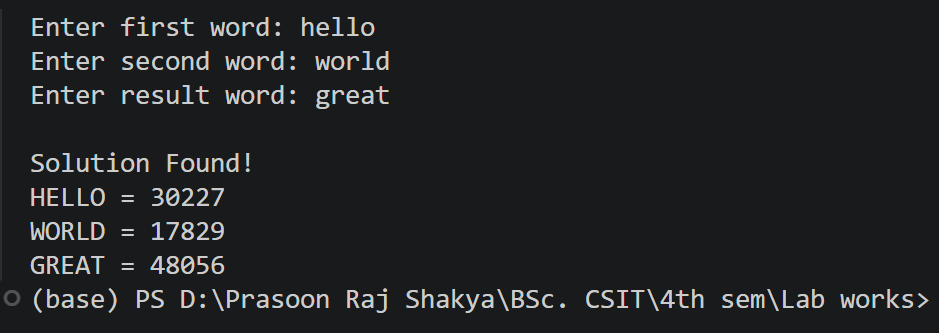 Enter first word: hello
Enter second word: world
Enter result word: great
Solution Found!
HELLO = 30227
WORLD = 17829
GREAT = 48056
(base) PS D:\Prasoon Raj Shakya\BSc. CSIT\4th sem\Lab works>